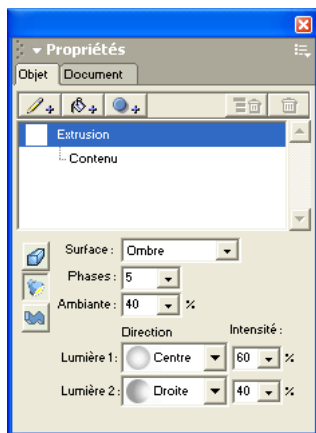 Propriétés
Objet Document
Extrusion
Contenu
Surface : Ombre
Phases : 5
Ambiante : 40 %
Direction Intensité :
Lumière 1 : Centre 60 %
Lumière 2 : Droite 40 %